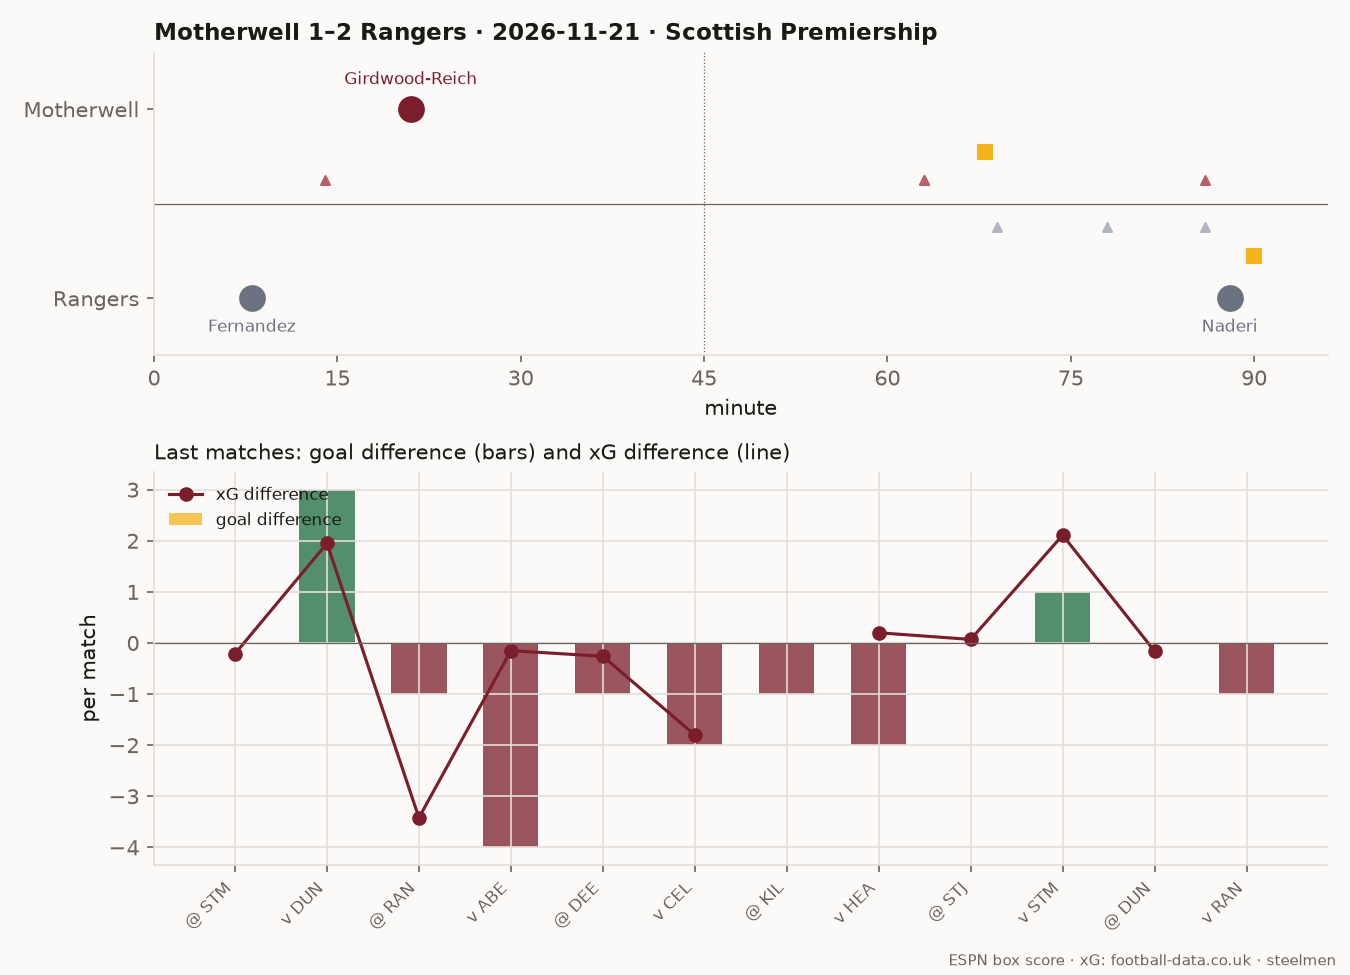 Motherwell 1–2 Rangers · 2026-11-21 · Scottish Premiership
Girdwood-Reich
Motherwell
Rangers
Fernandez
Naderi
0 15 30 45 60 75 90
minute
Last matches: goal difference (bars) and xG difference (line)
xG difference
goal difference
per match
3
2
1
0
−1
−2
−3
−4
@ STM v DUN @ RAN v ABE @ DEE v CEL @ KIL v HEA @ STJ v STM @ DUN v RAN
ESPN box score · xG: football-data.co.uk · steelmen